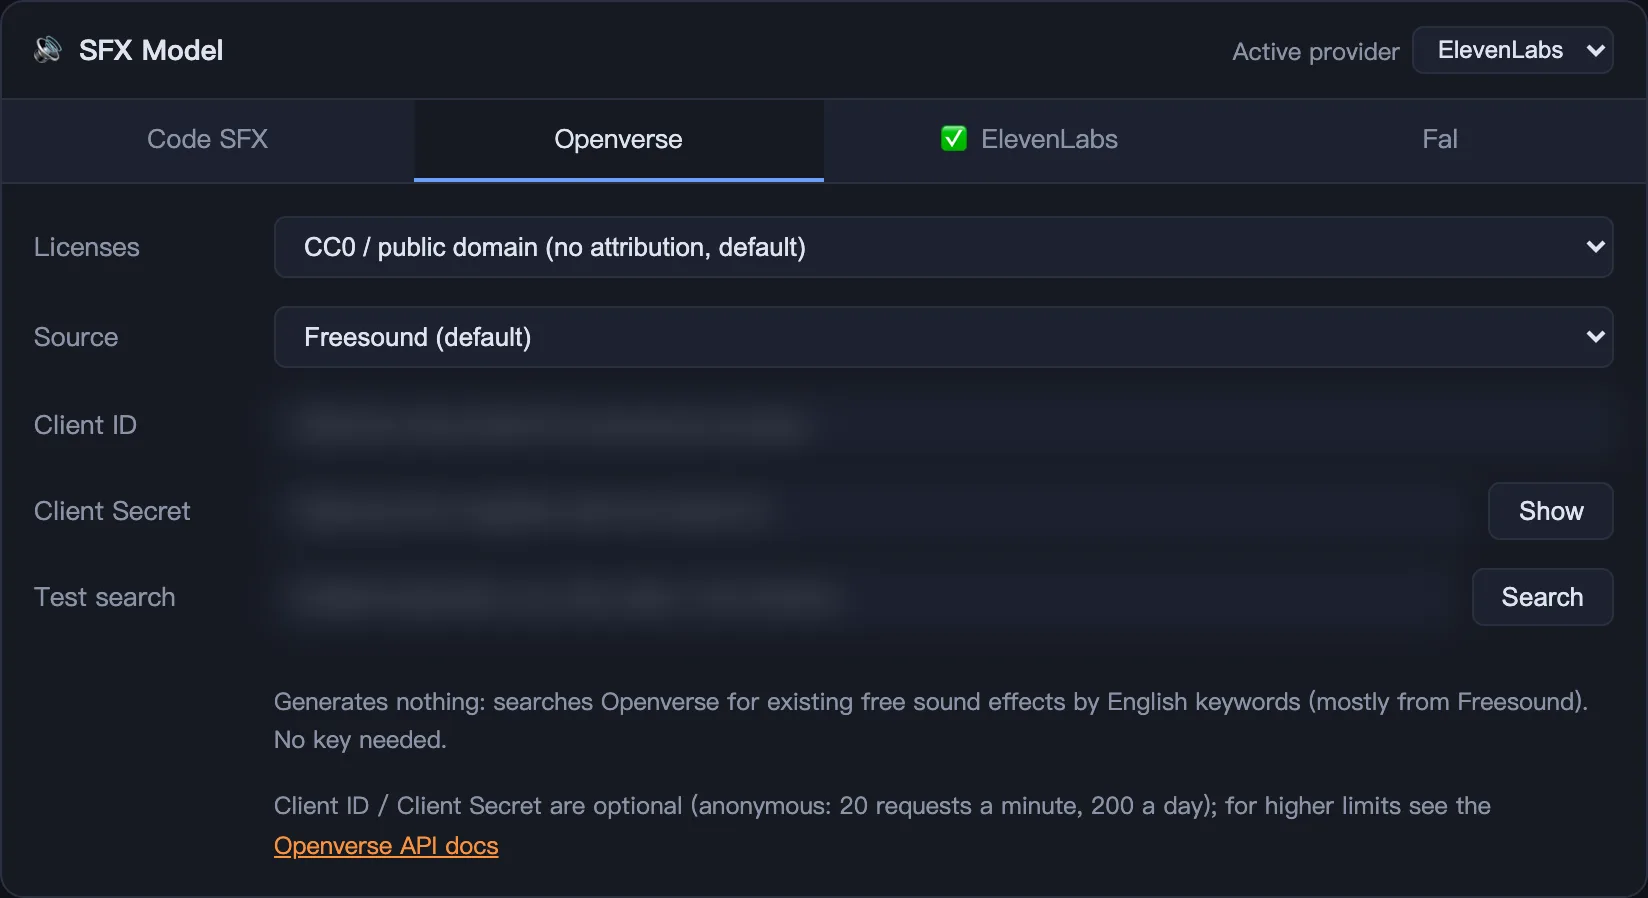 SFX Model
Active provider
ElevenLabs
Code SFX
Openverse
ElevenLabs
Fal
Licenses
CC0 / public domain (no attribution, default)
Source
Freesound (default)
Client ID
Client Secret
Show
Test search
Search
Generates nothing: searches Openverse for existing free sound effects by English keywords (mostly from Freesound).
No key needed.
Client ID / Client Secret are optional (anonymous: 20 requests a minute, 200 a day); for higher limits see the
Openverse API docs